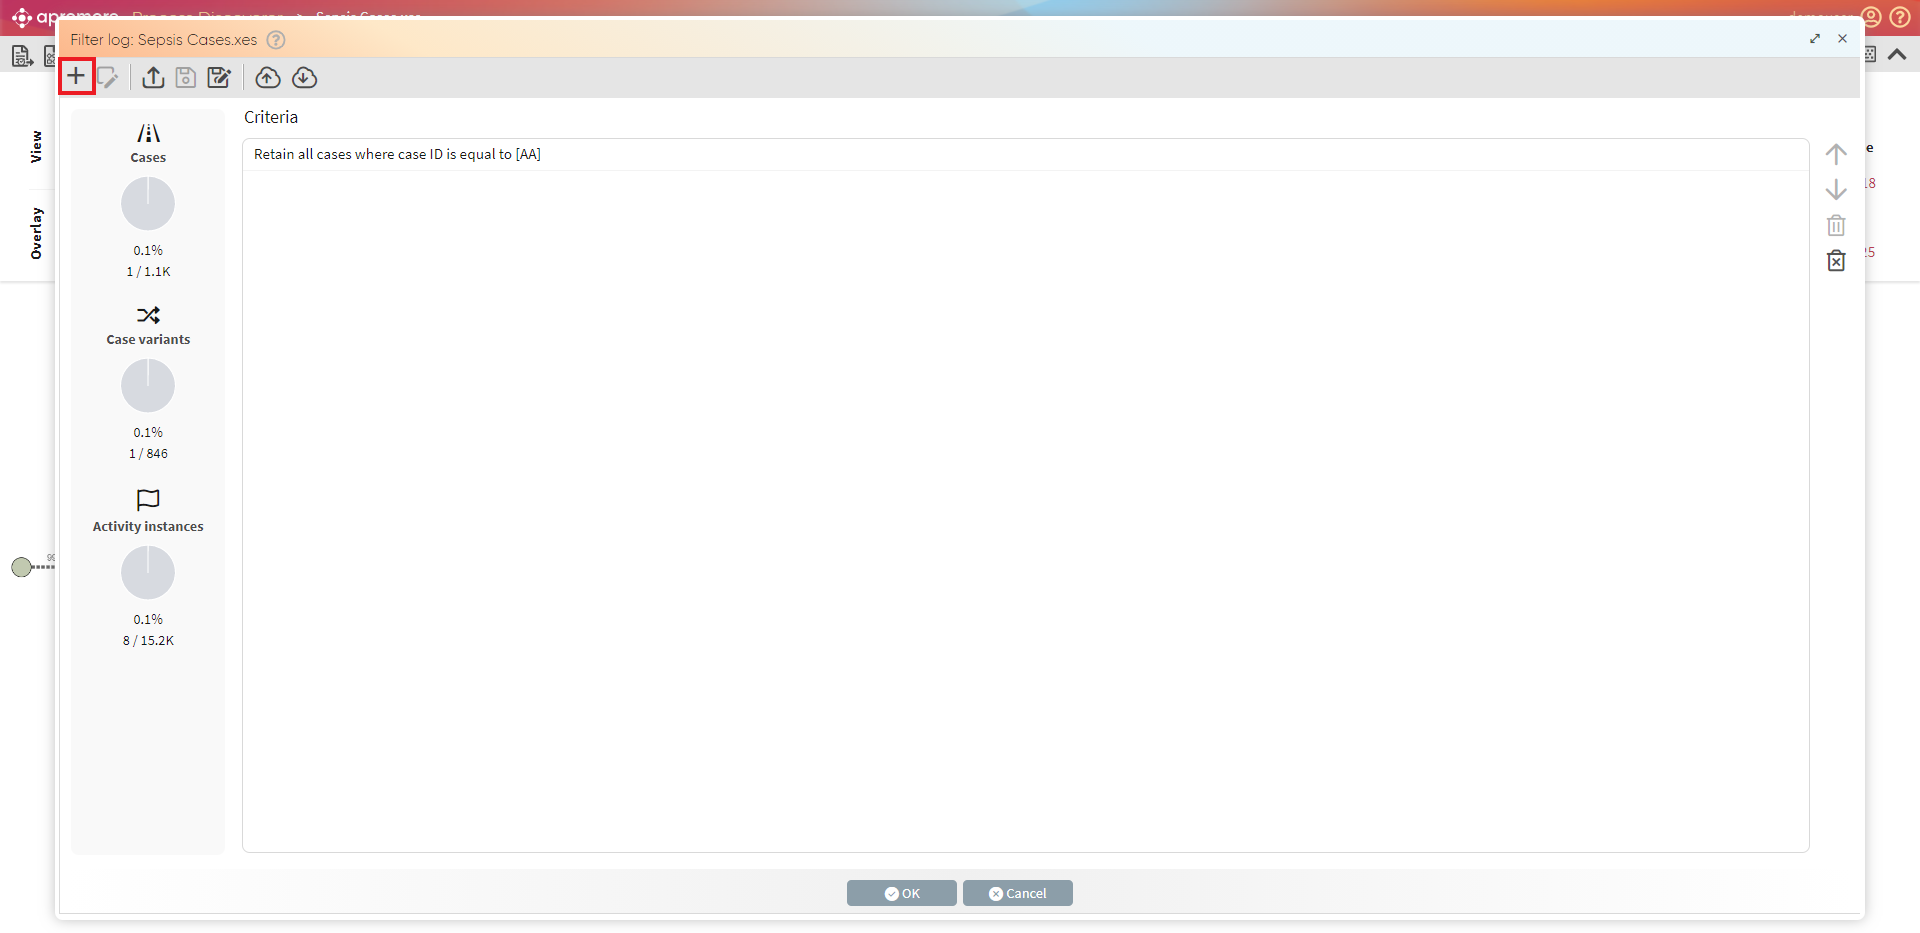 Filter log: Sepsis Cases.xes
View
Overlay
Cases
0.1%
1 / 1.1K
Case variants
0.1%
1 / 846
Activity instances
0.1%
8 / 15.2K
Criteria
Retain all cases where case ID is equal to [AA]
OK
Cancel